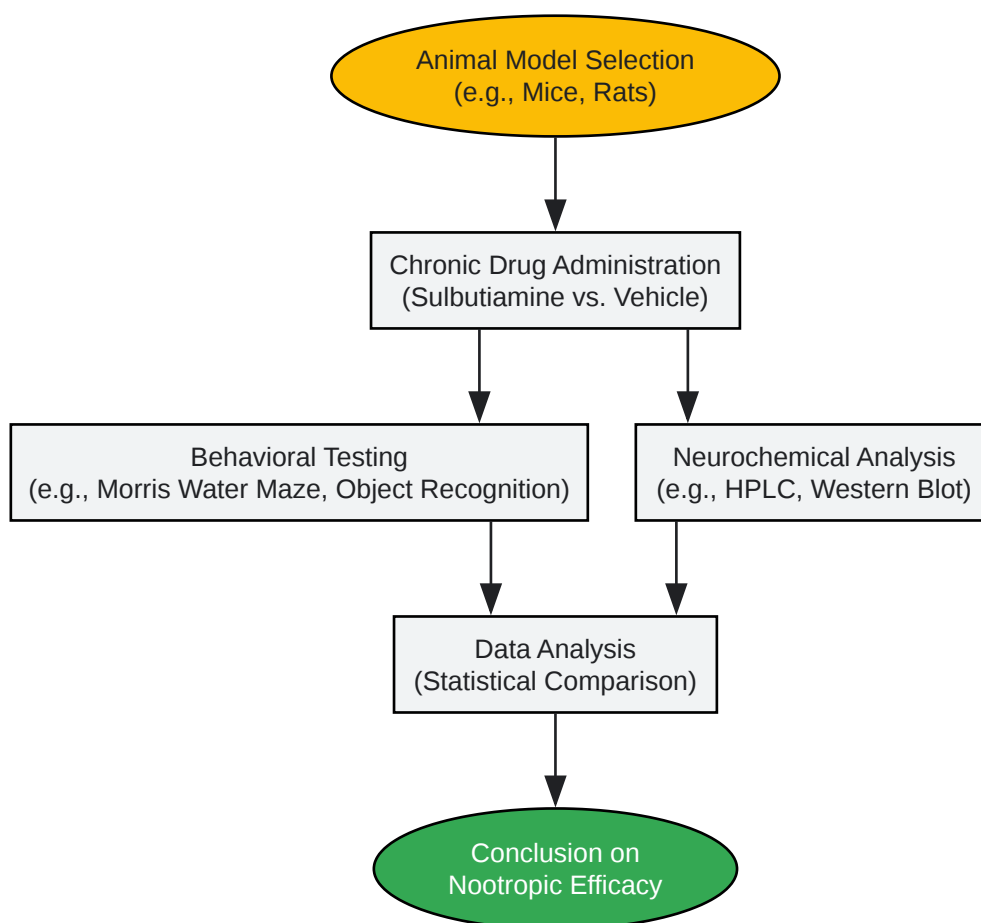 Animal Model Selection
(e.g., Mice, Rats)
Chronic Drug Administration
(Sulbutiamine vs. Vehicle)
Behavioral Testing
(e.g., Morris Water Maze, Object Recognition)
Neurochemical Analysis
(e.g., HPLC, Western Blot)
Data Analysis
(Statistical Comparison)
Conclusion on
Nootropic Efficacy